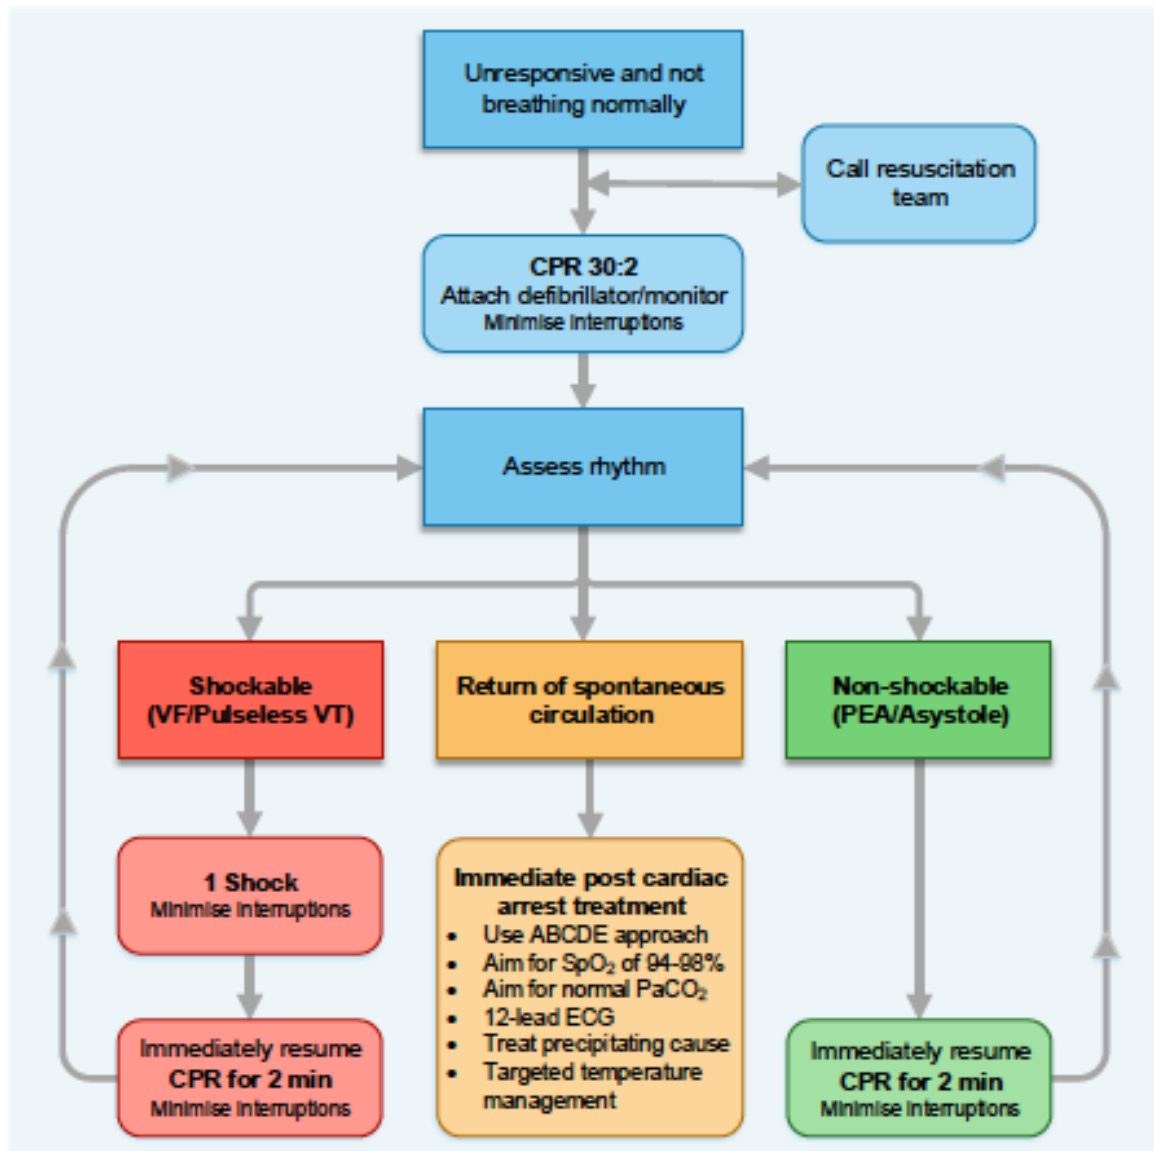 Unresponsive and not
breathing normally
Call resuscitation
team
CPR 30:2
Attach defibrillator/monitor
Minimise interruptions
Assess rhythm
Shockable
(VF/Pulseless VT)
Return of spontaneous
circulation
Non-shockable
(PEA/Asystole)
1 Shock
Minimise interruptions
Immediately resume
CPR for 2 min
Minimise interruptions
Immediate post cardiac
arrest treatment
• Use ABCDE approach
• Aim for SpO₂ of 94-98%
• Aim for normal PaCO₂
• 12-lead ECG
• Treat precipitating cause
• Targeted temperature
management
Immediately resume
CPR for 2 min
Minimise interruptions